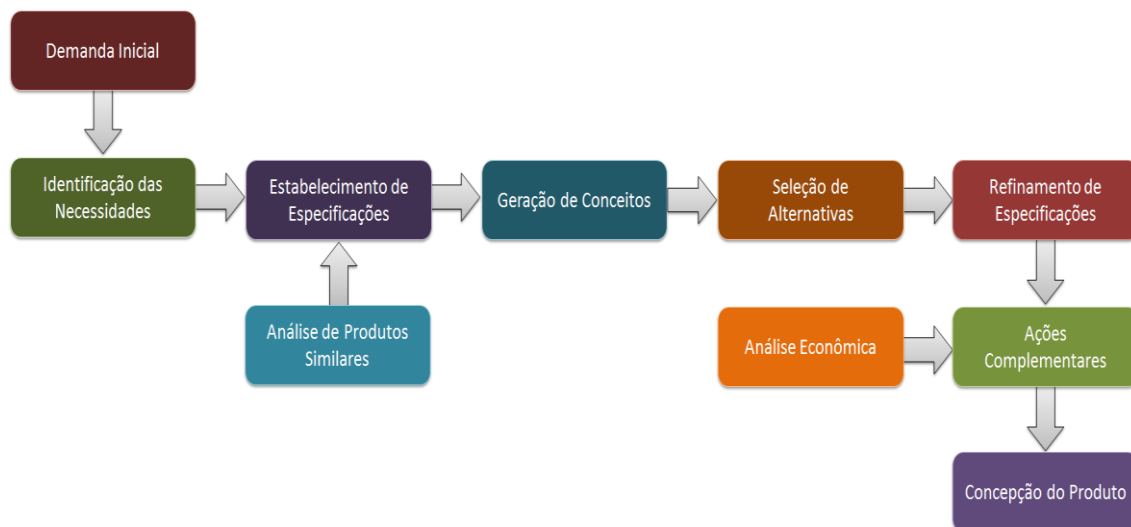 Demanda Inicial
Identificação das
Necessidades
Estabelecimento de
Especificações
Geração de Conceitos
Seleção de
Alternativas
Refinamento de
Especificações
Análise de Produtos
Similares
Análise Econômica
Ações
Complementares
Concepção do Produto